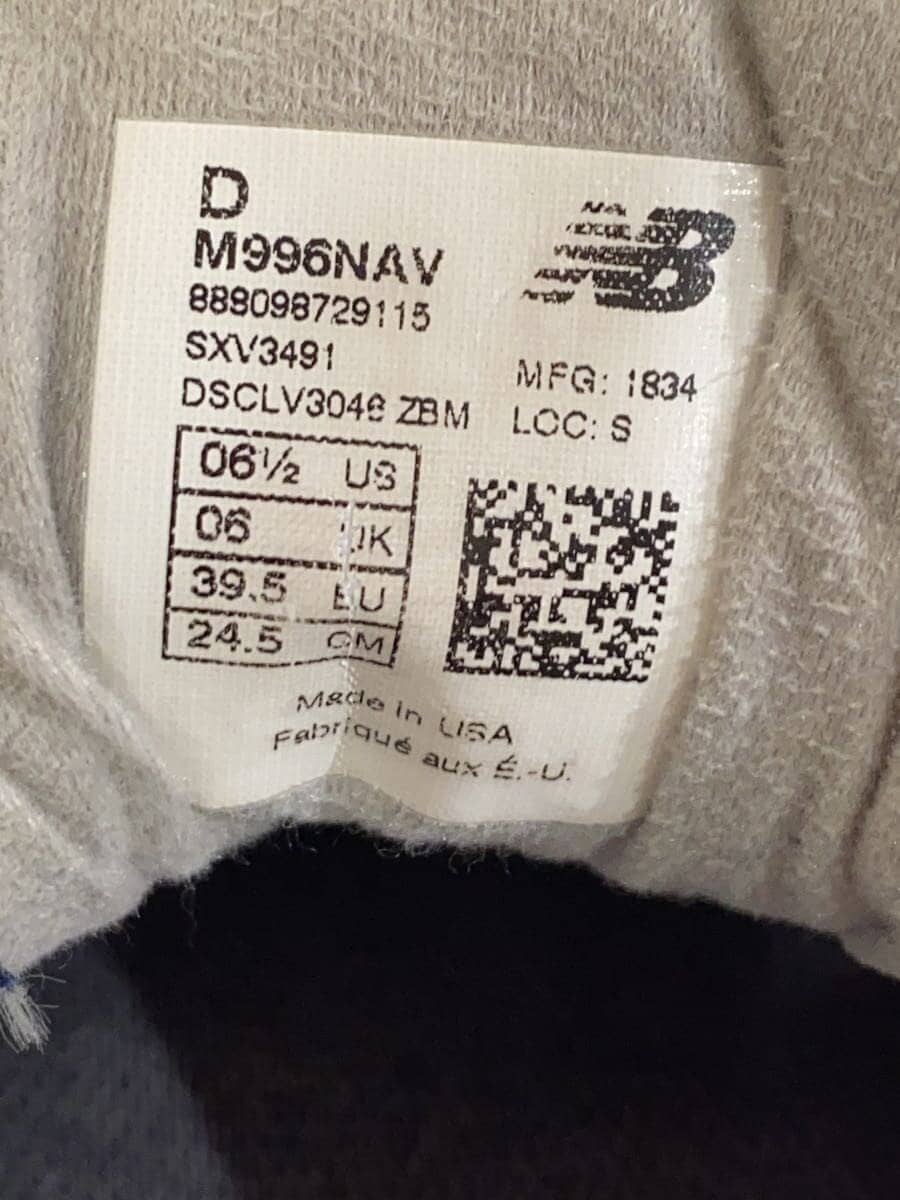 D
M996NAV
888098729115
SXV3491
DSCLV3046 ZBM
MFG: 1834
LOC: S
06½ US
06 UK
39.5 EU
24.5 CM
Made in USA
Fabriqué aux É.-U.